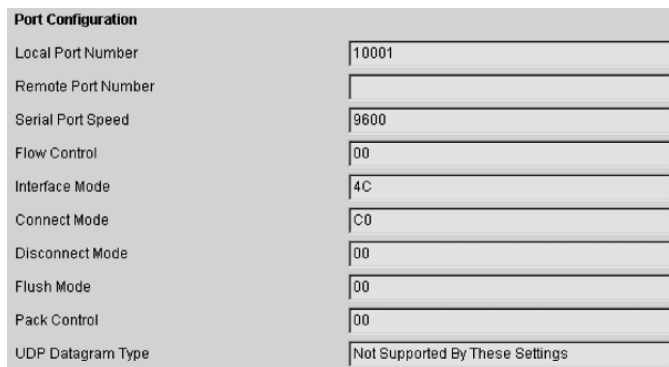 Port Configuration
Local Port Number 10001
Remote Port Number
Serial Port Speed 9600
Flow Control 00
Interface Mode 4C
Connect Mode C0
Disconnect Mode 00
Flush Mode 00
Pack Control 00
UDP Datagram Type Not Supported By These Settings